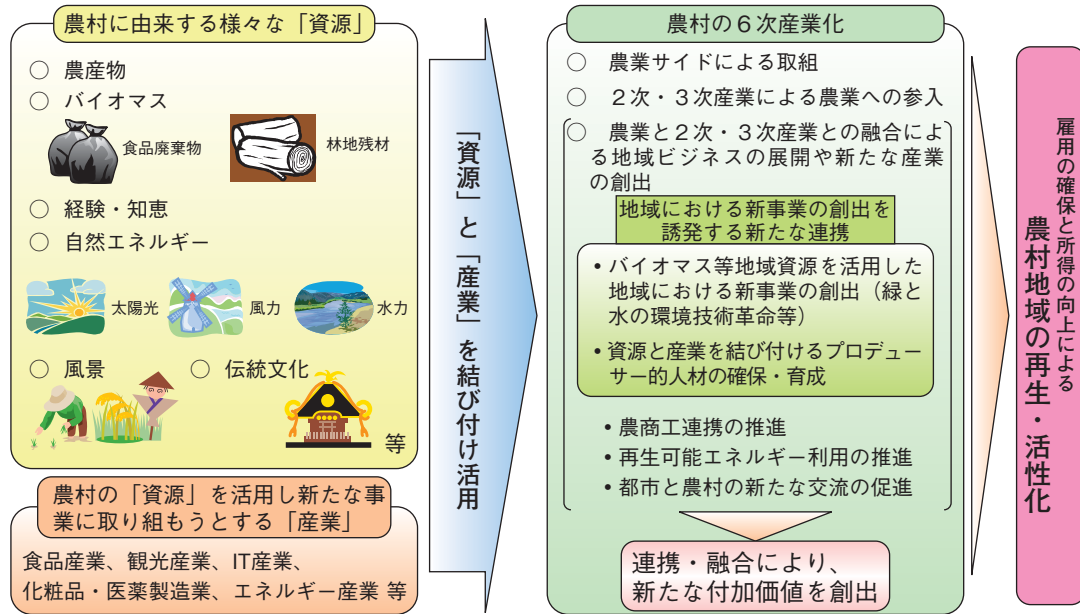 農村に由来する様々な「資源」
○ 農産物
○ バイオマス
食品廃棄物
林地残材
○ 経験・知恵
○ 自然エネルギー
太陽光
風力
水力
○ 風景
○ 伝統文化
等
農村の「資源」を活用し新たな事
業に取り組もうとする「産業」
食品産業、観光産業、IT産業、
化粧品・医薬製造業、エネルギー産業 等
「資源」と「産業」を結び付け活用
農村の6次産業化
○ 農業サイドによる取組
○ 2次・3次産業による農業への参入
○ 農業と2次・3次産業との融合によ
る地域ビジネスの展開や新たな産業
の創出
地域における新事業の創出を
誘発する新たな連携
・バイオマス等地域資源を活用した
地域における新事業の創出（緑と
水の環境技術革命等）
・資源と産業を結び付けるプロデュー
サー的人材の確保・育成
・農商工連携の推進
・再生可能エネルギー利用の推進
・都市と農村の新たな交流の促進
連携・融合により、
新たな付加価値を創出
雇用の確保と所得の向上による
農村地域の再生・活性化